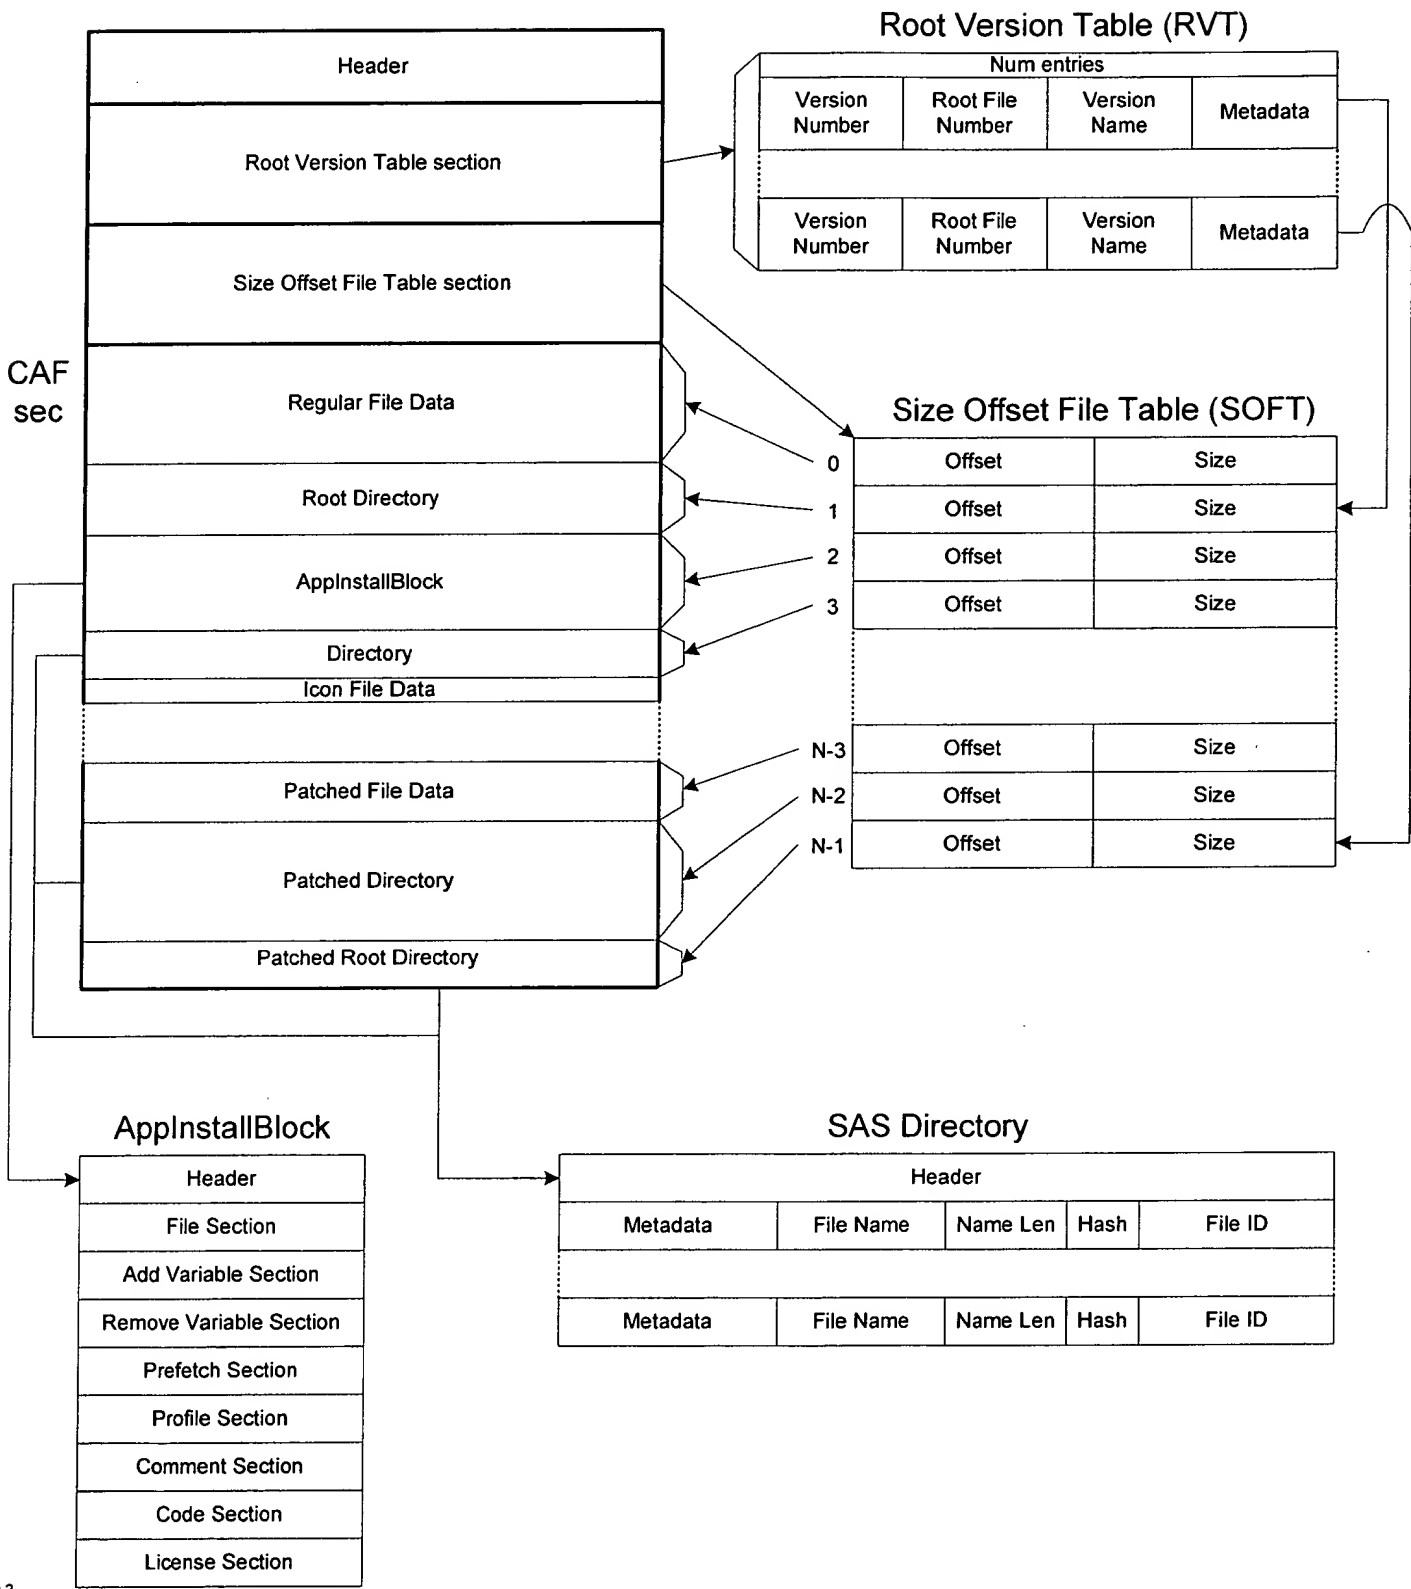 Root Version Table (RVT)
Num entries
Version Number
Root File Number
Version Name
Metadata
Version Number
Root File Number
Version Name
Metadata
CAF sec
Header
Root Version Table section
Size Offset File Table section
Regular File Data
Root Directory
AppInstallBlock
Directory
Icon File Data
Patched File Data
Patched Directory
Patched Root Directory
Size Offset File Table (SOFT)
0 Offset Size
1 Offset Size
2 Offset Size
3 Offset Size
N-3 Offset Size
N-2 Offset Size
N-1 Offset Size
AppInstallBlock
Header
File Section
Add Variable Section
Remove Variable Section
Prefetch Section
Profile Section
Comment Section
Code Section
License Section
SAS Directory
Header
Metadata File Name Name Len Hash File ID
Metadata File Name Name Len Hash File ID